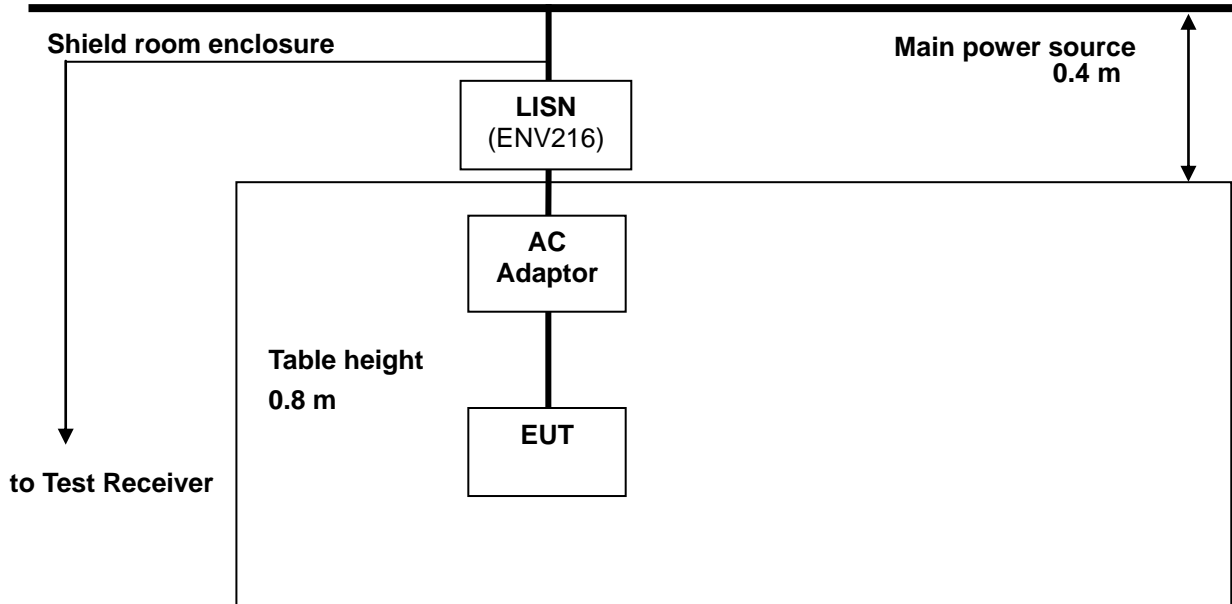 Shield room enclosure
Main power source
0.4 m
LISN
(ENV216)
AC
Adaptor
Table height
0.8 m
EUT
to Test Receiver